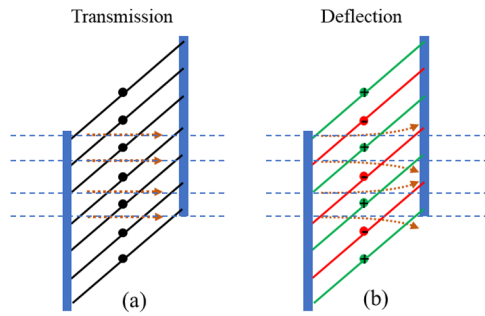 Transmission
Deflection
+
-
+
-
+
-
+
(a)
(b)